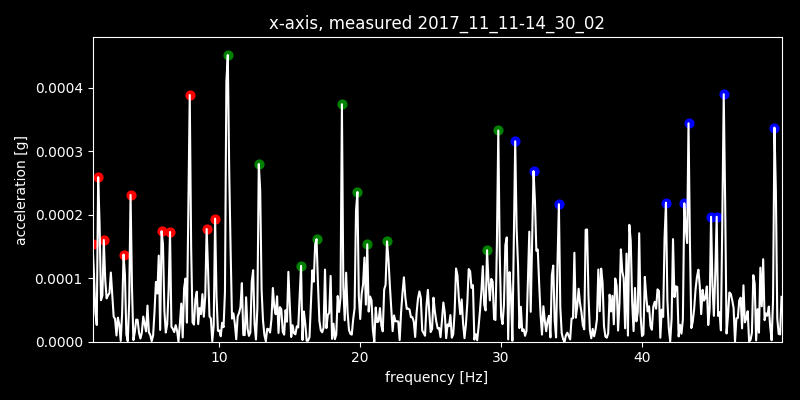 x-axis, measured 2017_11_11-14_30_02
0.0004
0.0003
0.0002
0.0001
0.0000
acceleration [g]
10 20 30 40
frequency [Hz]